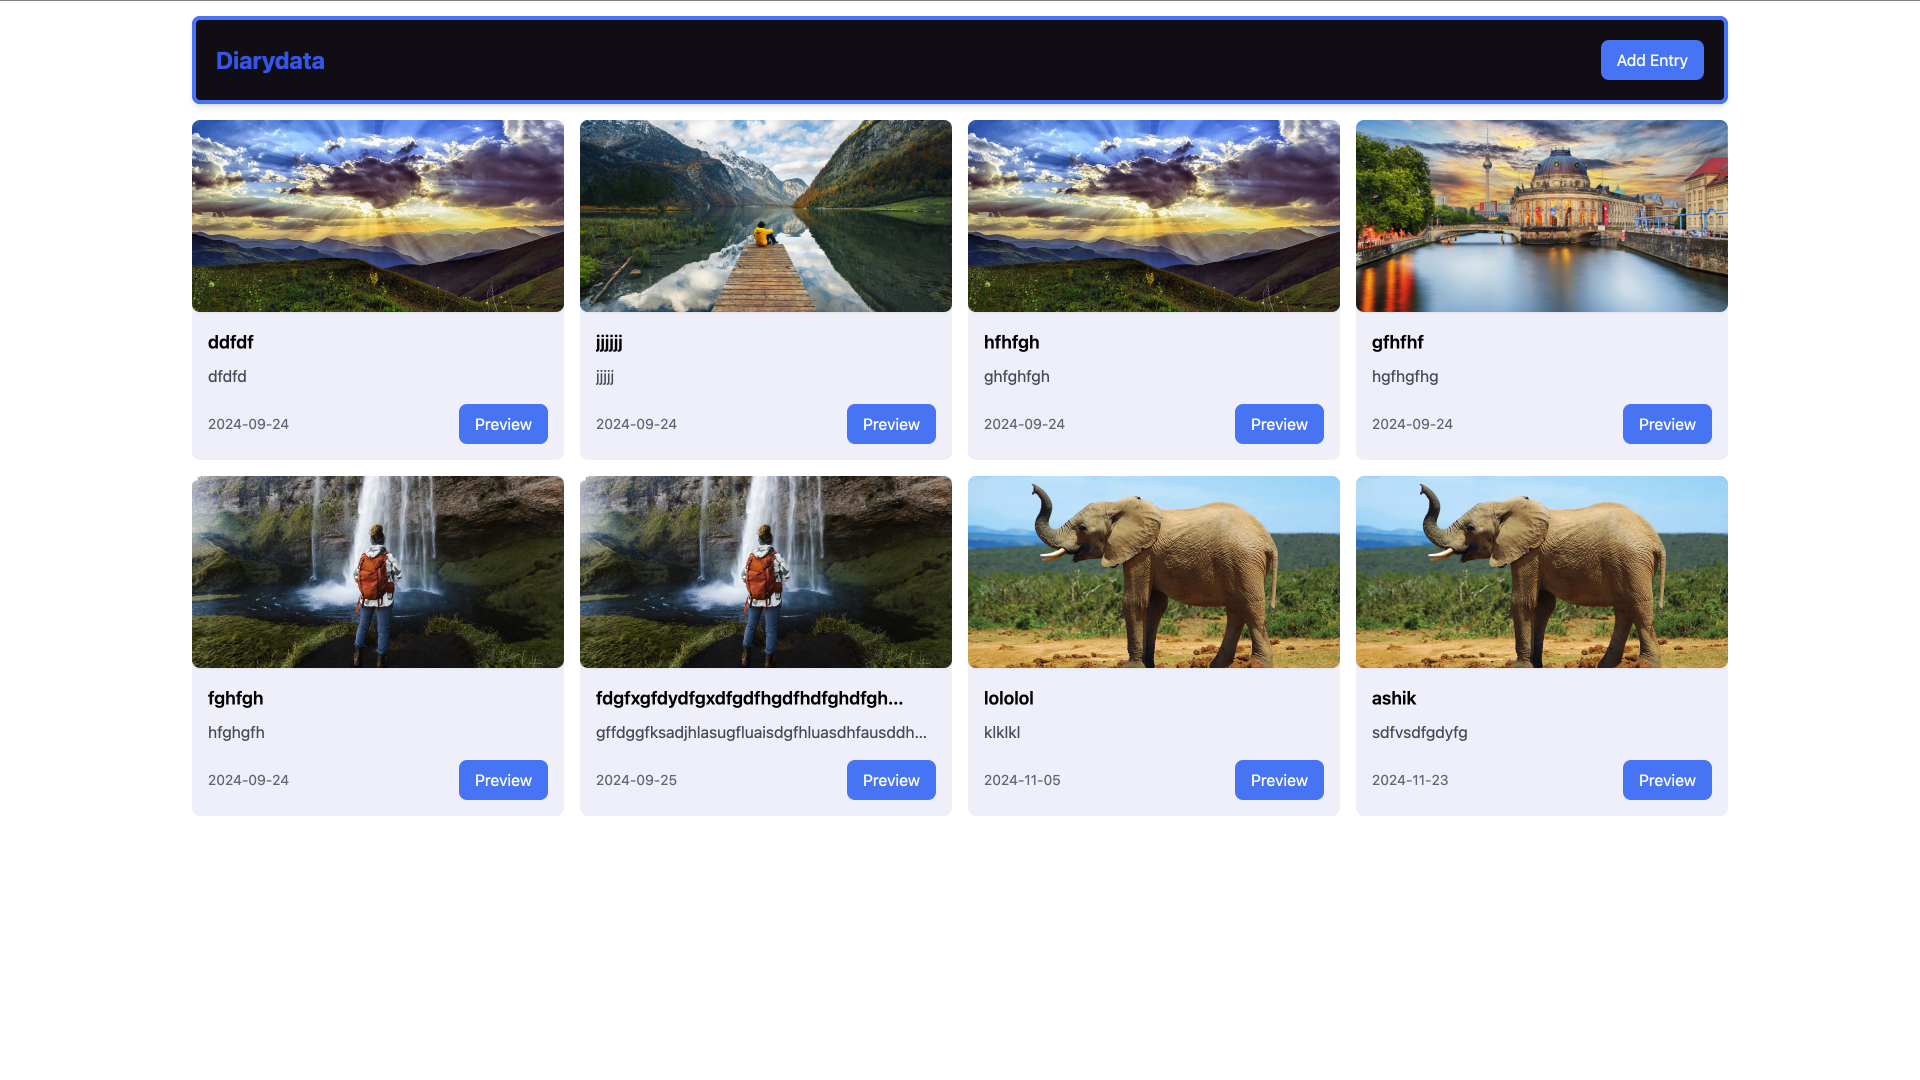 Diarydata
Add Entry
ddfdf
dfdfd
2024-09-24
Preview
jjjjjj
jjjjj
2024-09-24
Preview
hfhfgh
ghfghfgh
2024-09-24
Preview
gfhfhf
hgfhgfhg
2024-09-24
Preview
fghfgh
hfghgfh
2024-09-24
Preview
fdgfxgfdydfgxdfgdfhgdfhdfghdfgh...
gffdggfksadjhlasugfluaisdgfhluasdhfausddh...
2024-09-25
Preview
lololol
klklkl
2024-11-05
Preview
ashik
sdfvsdfgdyfg
2024-11-23
Preview